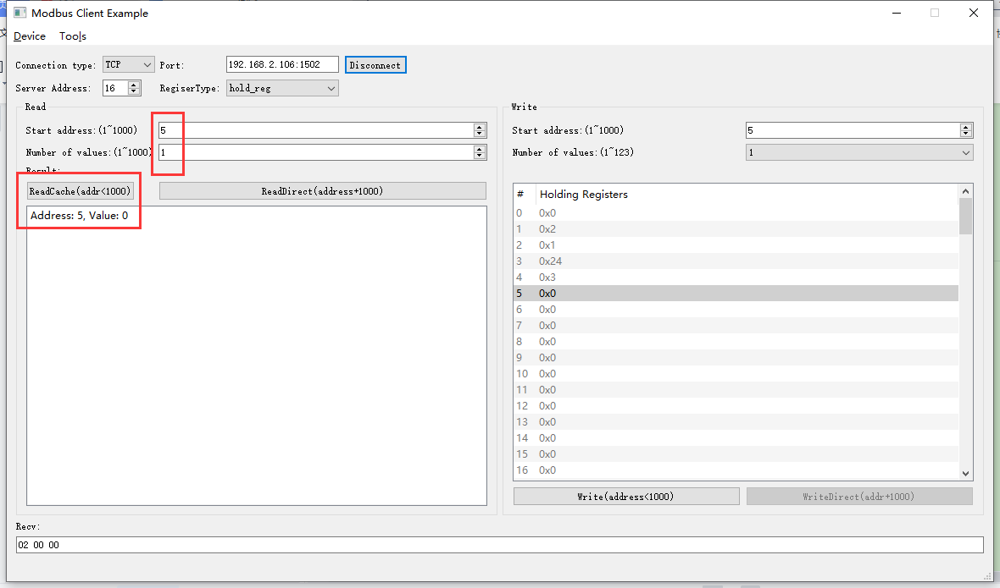 Modbus Client Example
Device Tools
Connection type: TCP Port: 192.168.2.106:1502 Disconnect
Server Address: 16 RegiserType: hold_reg
Read
Start address:(1~1000) 5
Number of values:(1~1000) 1
Result:
ReadCache(addr<1000) ReadDirect(address+1000)
Address: 5, Value: 0
Write
Start address:(1~1000) 5
Number of values:(1~123) 1
# Holding Registers
0 0x0
1 0x2
2 0x1
3 0x24
4 0x3
5 0x0
6 0x0
7 0x0
8 0x0
9 0x0
10 0x0
11 0x0
12 0x0
13 0x0
14 0x0
15 0x0
16 0x0
Write(address<1000) WriteDirect(addr+1000)
Recv:
02 00 00